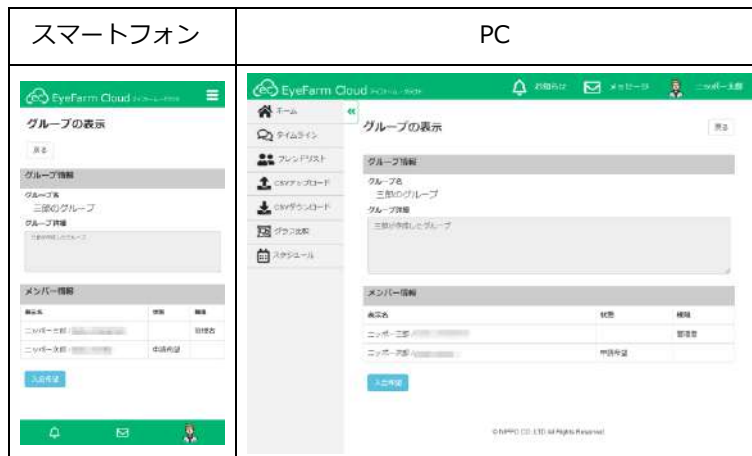 スマートフォン
PC
EyeFarm Cloud
グループの表示
戻る
グループ情報
グループ名
三郎のグループ
グループ詳細
三郎が作成したグループ
メンバー情報
表示名 状態 権限
ニッポー三郎 管理者
ニッポー次郎 申請希望
入会希望
EyeFarm Cloud
お知らせ
メッセージ
ニッポー太郎
ホーム
タイムライン
フレンドリスト
CSVアップロード
CSVダウンロード
グラフ比較
スケジュール
グループの表示
戻る
グループ情報
グループ名
三郎のグループ
グループ詳細
三郎が作成したグループ
メンバー情報
表示名 状態 権限
ニッポー三郎 管理者
ニッポー次郎 申請希望
入会希望
© NIPPO CO.,LTD. All Rights Reserved.